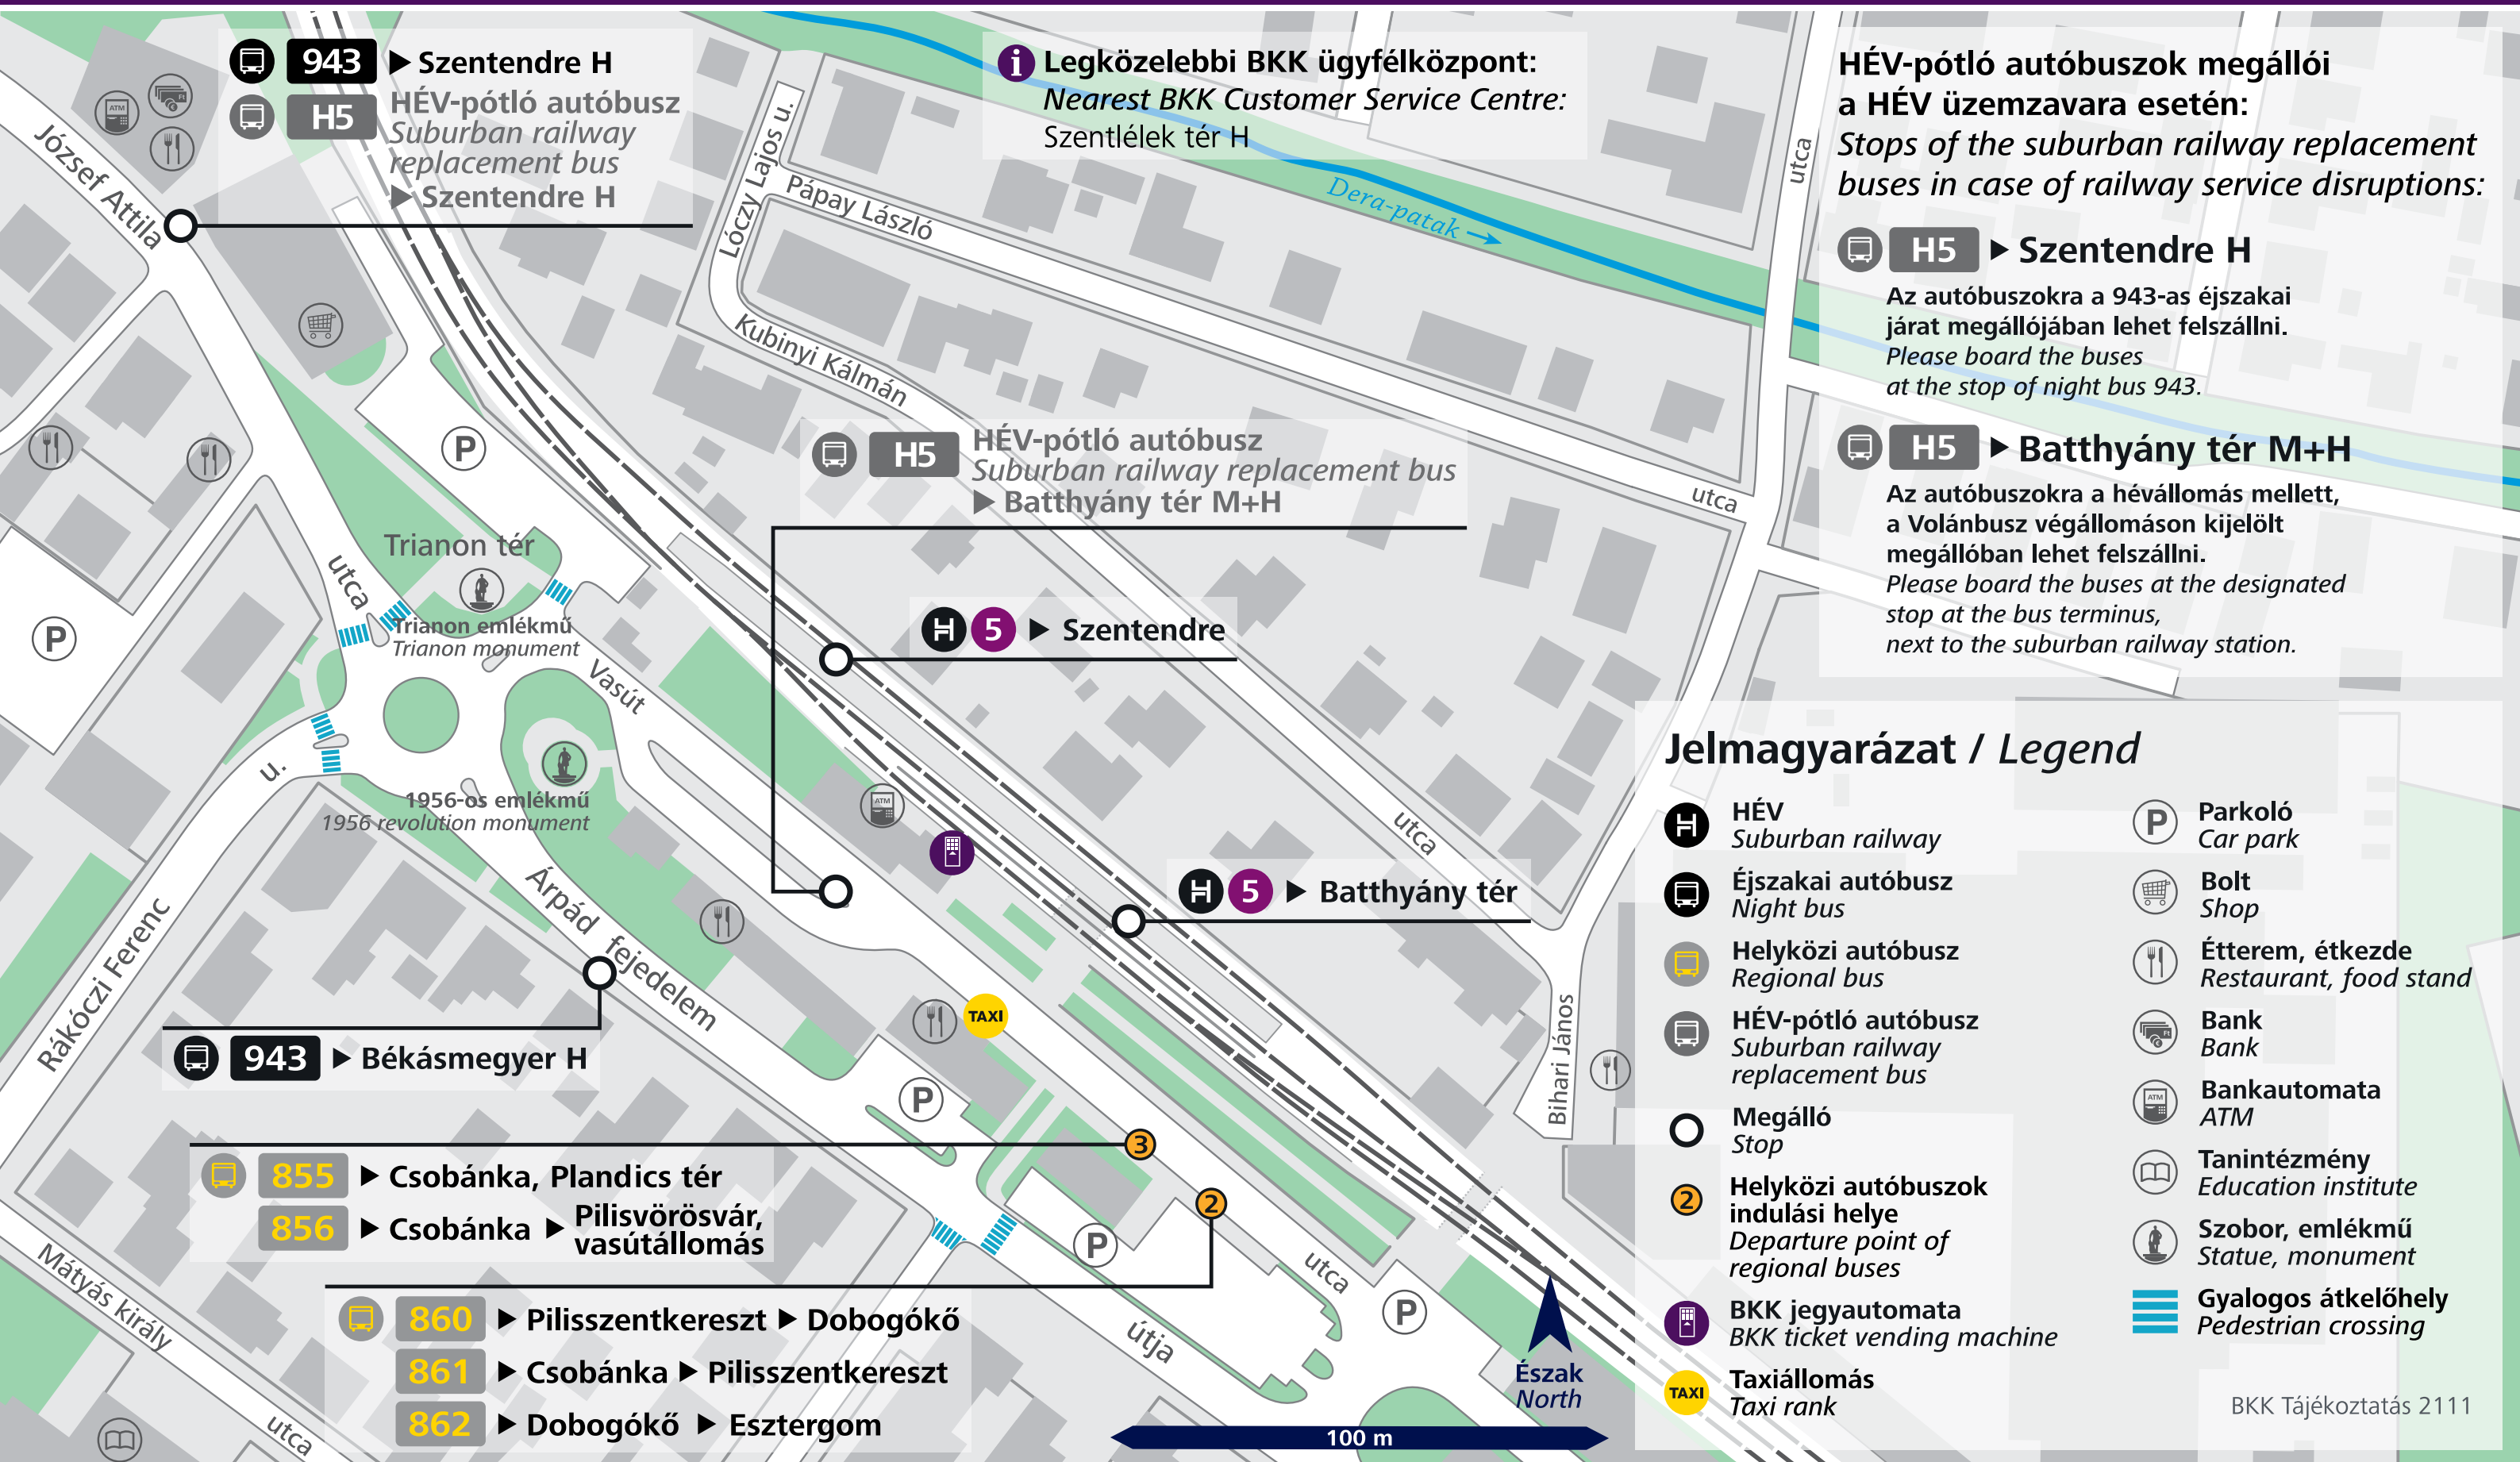 943 ▶ Szentendre H
H5 HÉV-pótló autóbusz
Suburban railway
replacement bus
▶ Szentendre H
i Legközelebbi BKK ügyfélközpont:
Nearest BKK Customer Service Centre:
Szentlélek tér H
HÉV-pótló autóbuszok megállói
a HÉV üzemzavara esetén:
Stops of the suburban railway replacement
buses in case of railway service disruptions:
H5 ▶ Szentendre H
Az autóbuszokra a 943-as éjszakai
járat megállójában lehet felszállni.
Please board the buses
at the stop of night bus 943.
H5 ▶ Batthyány tér M+H
Az autóbuszokra a hévállomás mellett,
a Volánbusz végállomáson kijelölt
megállóban lehet felszállni.
Please board the buses at the designated
stop at the bus terminus,
next to the suburban railway station.
ATM
József Attila
utca
Lóczy Lajos u.
Pápay László
utca
Dera-patak →
utca
Kubinyi Kálmán
utca
P
H5 HÉV-pótló autóbusz
Suburban railway replacement bus
▶ Batthyány tér M+H
Trianon tér
Trianon emlékmű
Trianon monument
P
H 5 ▶ Szentendre
Vasút
utca
1956-os emlékmű
1956 revolution monument
ATM
H 5 ▶ Batthyány tér
Rákóczi Ferenc
u.
Árpád fejedelem
útja
TAXI
Bihari János
943 ▶ Békásmegyer H
P
3
855 ▶ Csobánka, Plandics tér
856 ▶ Csobánka ▶ Pilisvörösvár,
vasútállomás
2
P
P
860 ▶ Pilisszentkereszt ▶ Dobogókő
861 ▶ Csobánka ▶ Pilisszentkereszt
862 ▶ Dobogókő ▶ Esztergom
Mátyás király
utca
Észak
North
100 m
Jelmagyarázat / Legend
H HÉV
Suburban railway
Éjszakai autóbusz
Night bus
Helyközi autóbusz
Regional bus
HÉV-pótló autóbusz
Suburban railway
replacement bus
Megálló
Stop
2 Helyközi autóbuszok
indulási helye
Departure point of
regional buses
BKK jegyautomata
BKK ticket vending machine
TAXI Taxiállomás
Taxi rank
P Parkoló
Car park
Bolt
Shop
Étterem, étkezde
Restaurant, food stand
Bank
Bank
ATM Bankautomata
ATM
Tanintézmény
Education institute
Szobor, emlékmű
Statue, monument
Gyalogos átkelőhely
Pedestrian crossing
BKK Tájékoztatás 2111